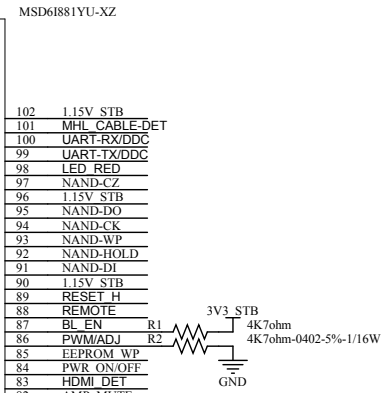 MSD6I881YU-XZ
102 1.15V_STB
101 MHL_CABLE-DET
100 UART-RX/DDC
99 UART-TX/DDC
98 LED_RED
97 NAND-CZ
96 1.15V_STB
95 NAND-DO
94 NAND-CK
93 NAND-WP
92 NAND-HOLD
91 NAND-DI
90 1.15V_STB
89 RESET_H
88 REMOTE 3V3_STB
87 BL_EN R1 4K7ohm
86 PWM/ADJ R2 4K7ohm-0402-5%-1/16W
85 EEPROM_WP
84 PWR_ON/OFF
83 HDMI_DET GND
82 AMP_MUTE